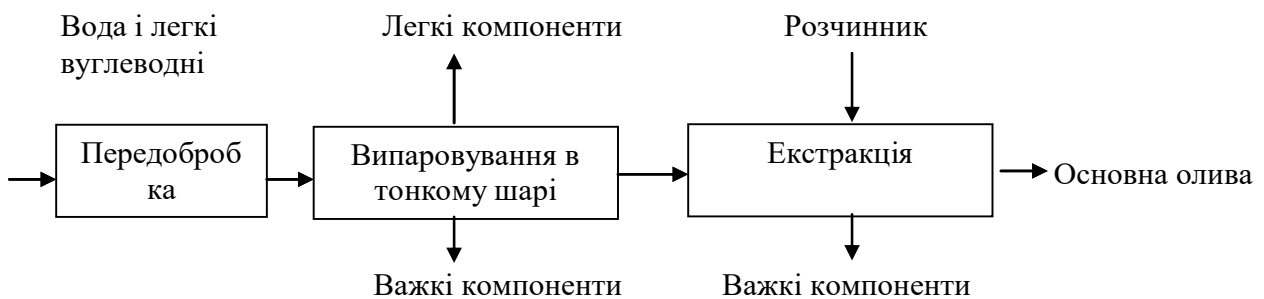 Вода і легкі
вуглеводні
Легкі компоненти
Розчинник
Передоброб
ка
Випаровування в
тонкому шарі
Екстракція
Основна олива
Важкі компоненти
Важкі компоненти